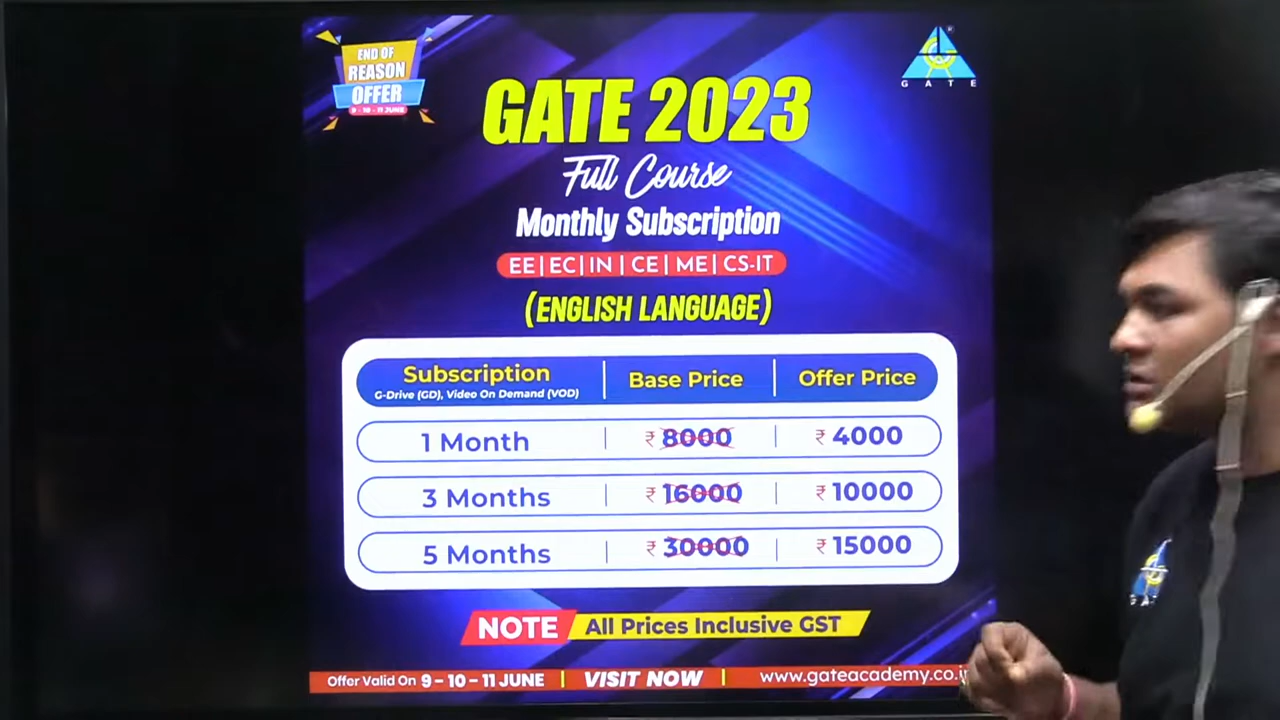 END OF
REASON
OFFER
9 - 10 - 11 JUNE
GATE
GATE 2023
Full Course
Monthly Subscription
EE | EC | IN | CE | ME | CS-IT
(ENGLISH LANGUAGE)
Subscription Base Price Offer Price
G-Drive (GD), Video On Demand (VOD)
1 Month ₹ 8000 ₹ 4000
3 Months ₹ 16000 ₹ 10000
5 Months ₹ 30000 ₹ 15000
NOTE All Prices Inclusive GST
Offer Valid On 9 – 10 – 11 JUNE | VISIT NOW | www.gateacademy.co.i